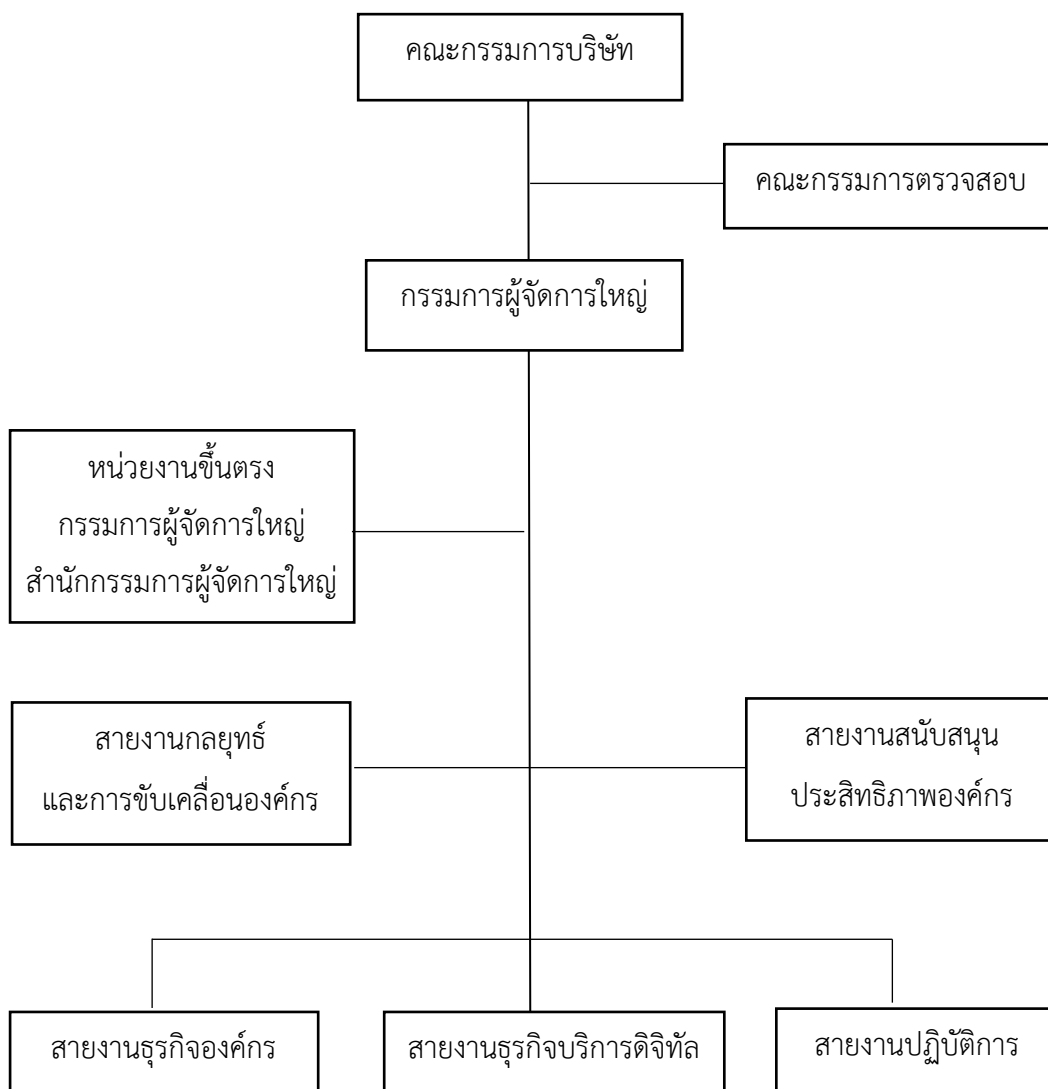 คณะกรรมการบริษัท
คณะกรรมการตรวจสอบ
กรรมการผู้จัดการใหญ่
หน่วยงานขึ้นตรง
กรรมการผู้จัดการใหญ่
สำนักกรรมการผู้จัดการใหญ่
สายงานกลยุทธ์
และการขับเคลื่อนองค์กร
สายงานสนับสนุน
ประสิทธิภาพองค์กร
สายงานธุรกิจองค์กร
สายงานธุรกิจบริการดิจิทัล
สายงานปฏิบัติการ